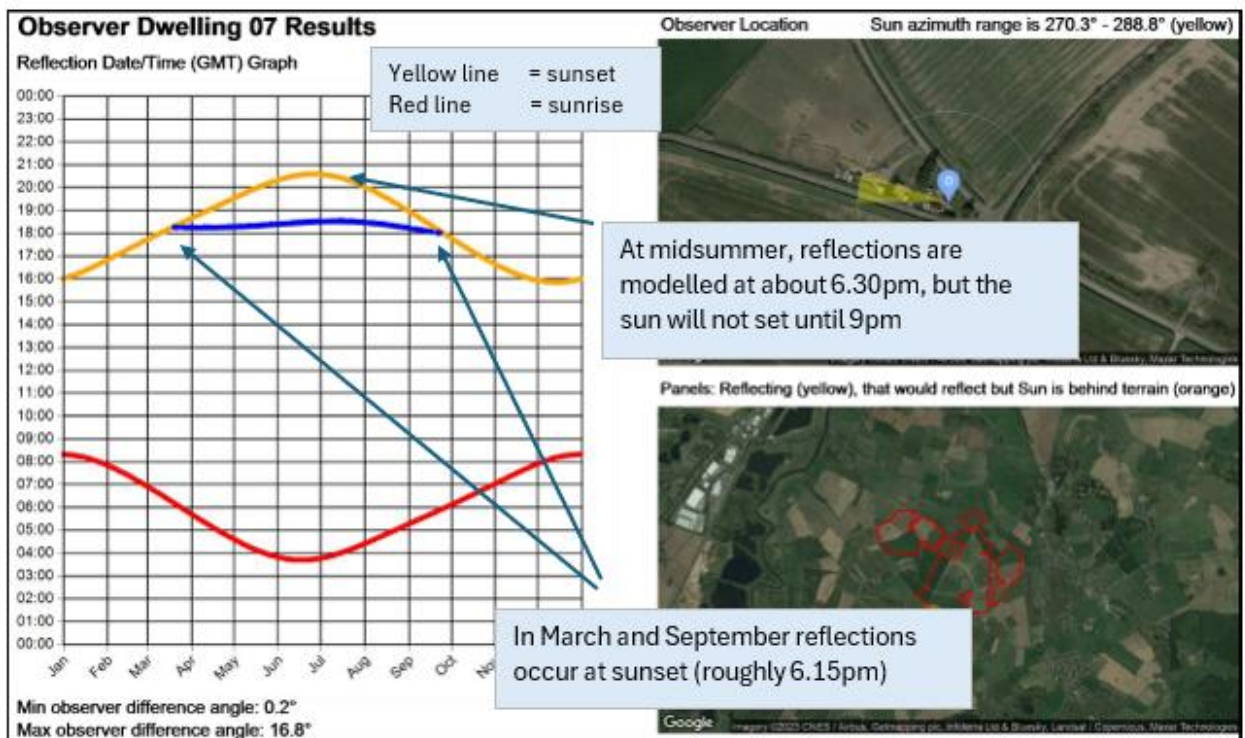 Observer Dwelling 07 Results
Reflection Date/Time (GMT) Graph
Yellow line = sunset
Red line = sunrise
00:00
23:00
22:00
21:00
20:00
19:00
18:00
17:00
16:00
15:00
14:00
13:00
12:00
11:00
10:00
09:00
08:00
07:00
06:00
05:00
04:00
03:00
02:00
01:00
00:00
Jan
Feb
Mar
Apr
May
Jun
Jul
Aug
Sep
Oct
Min observer difference angle: 0.2°
Max observer difference angle: 16.8°
Observer Location
Sun azimuth range is 270.3° - 288.8° (yellow)
At midsummer, reflections are
modelled at about 6.30pm, but the
sun will not set until 9pm
Panels: Reflecting (yellow), that would reflect but Sun is behind terrain (orange)
In March and September reflections
occur at sunset (roughly 6.15pm)
Google